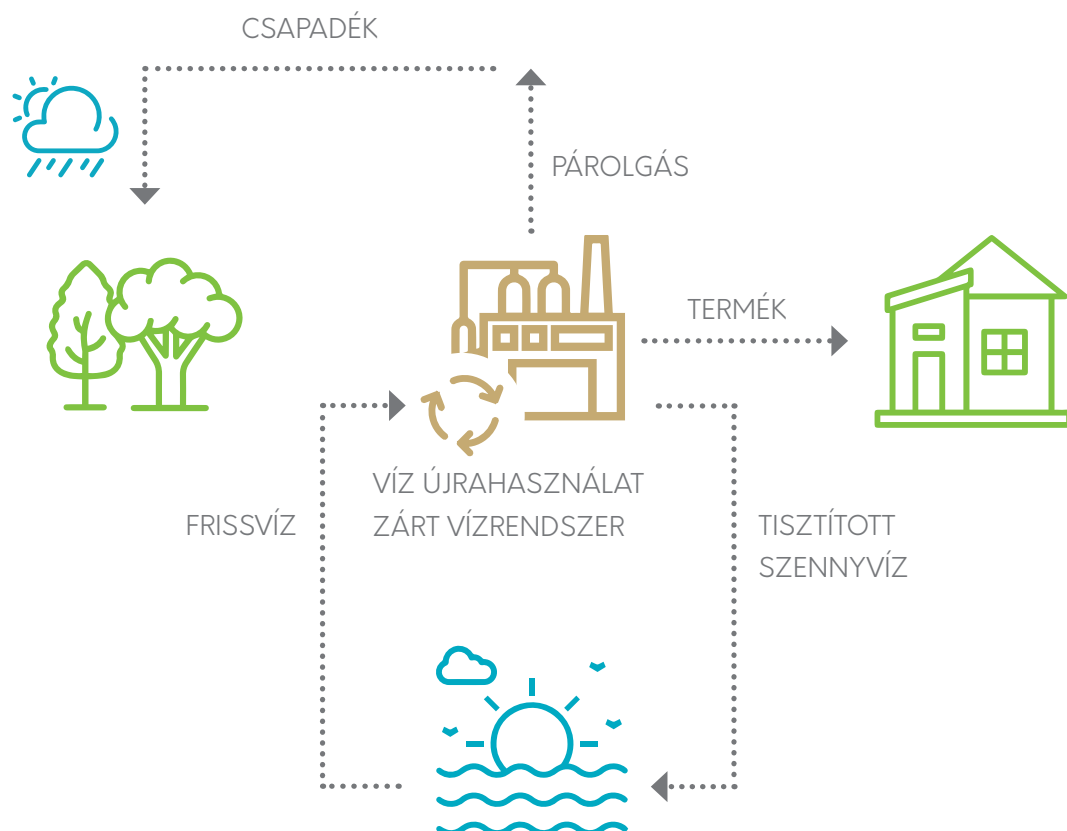 CSAPADÉK
PÁROLGÁS
TERMÉK
VÍZ ÚJRAHASZNÁLAT
ZÁRT VÍZRENDSZER
FRISSVÍZ
TISZTÍTOTT
SZENNYVÍZ